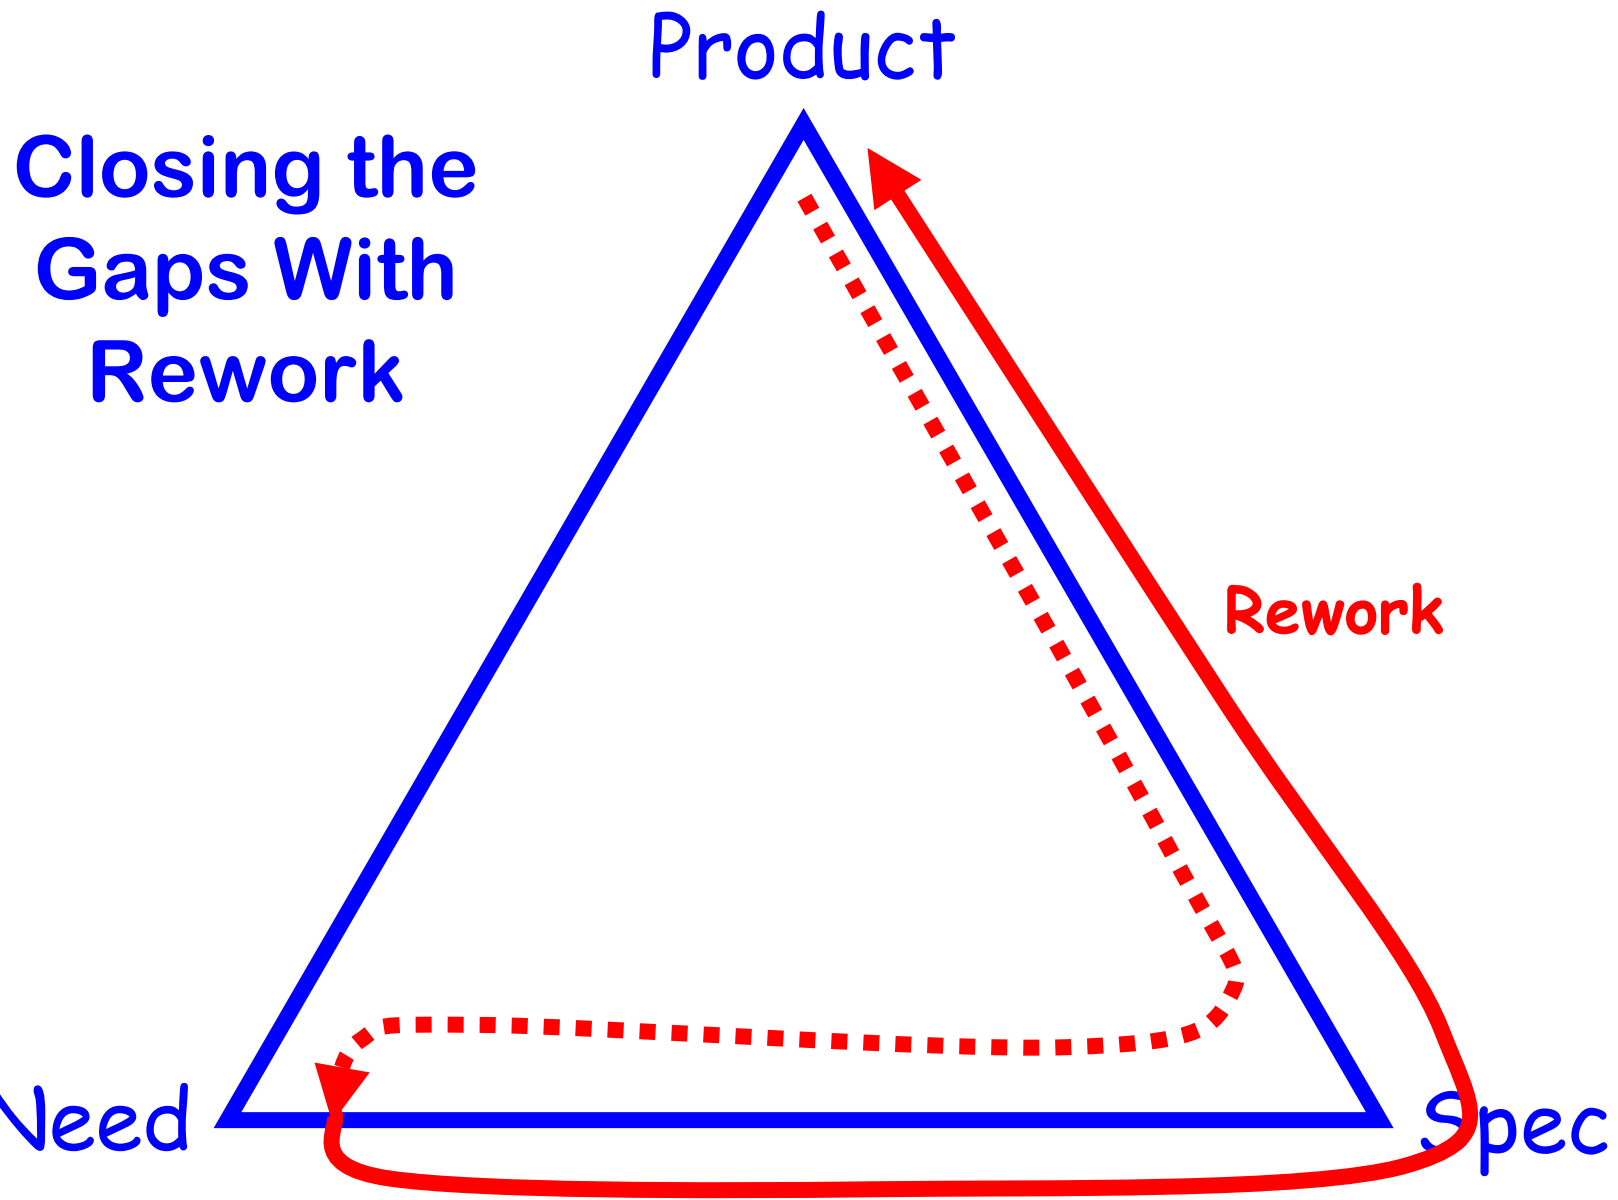 Product
Closing the
Gaps With
Rework
Rework
Need
Spec